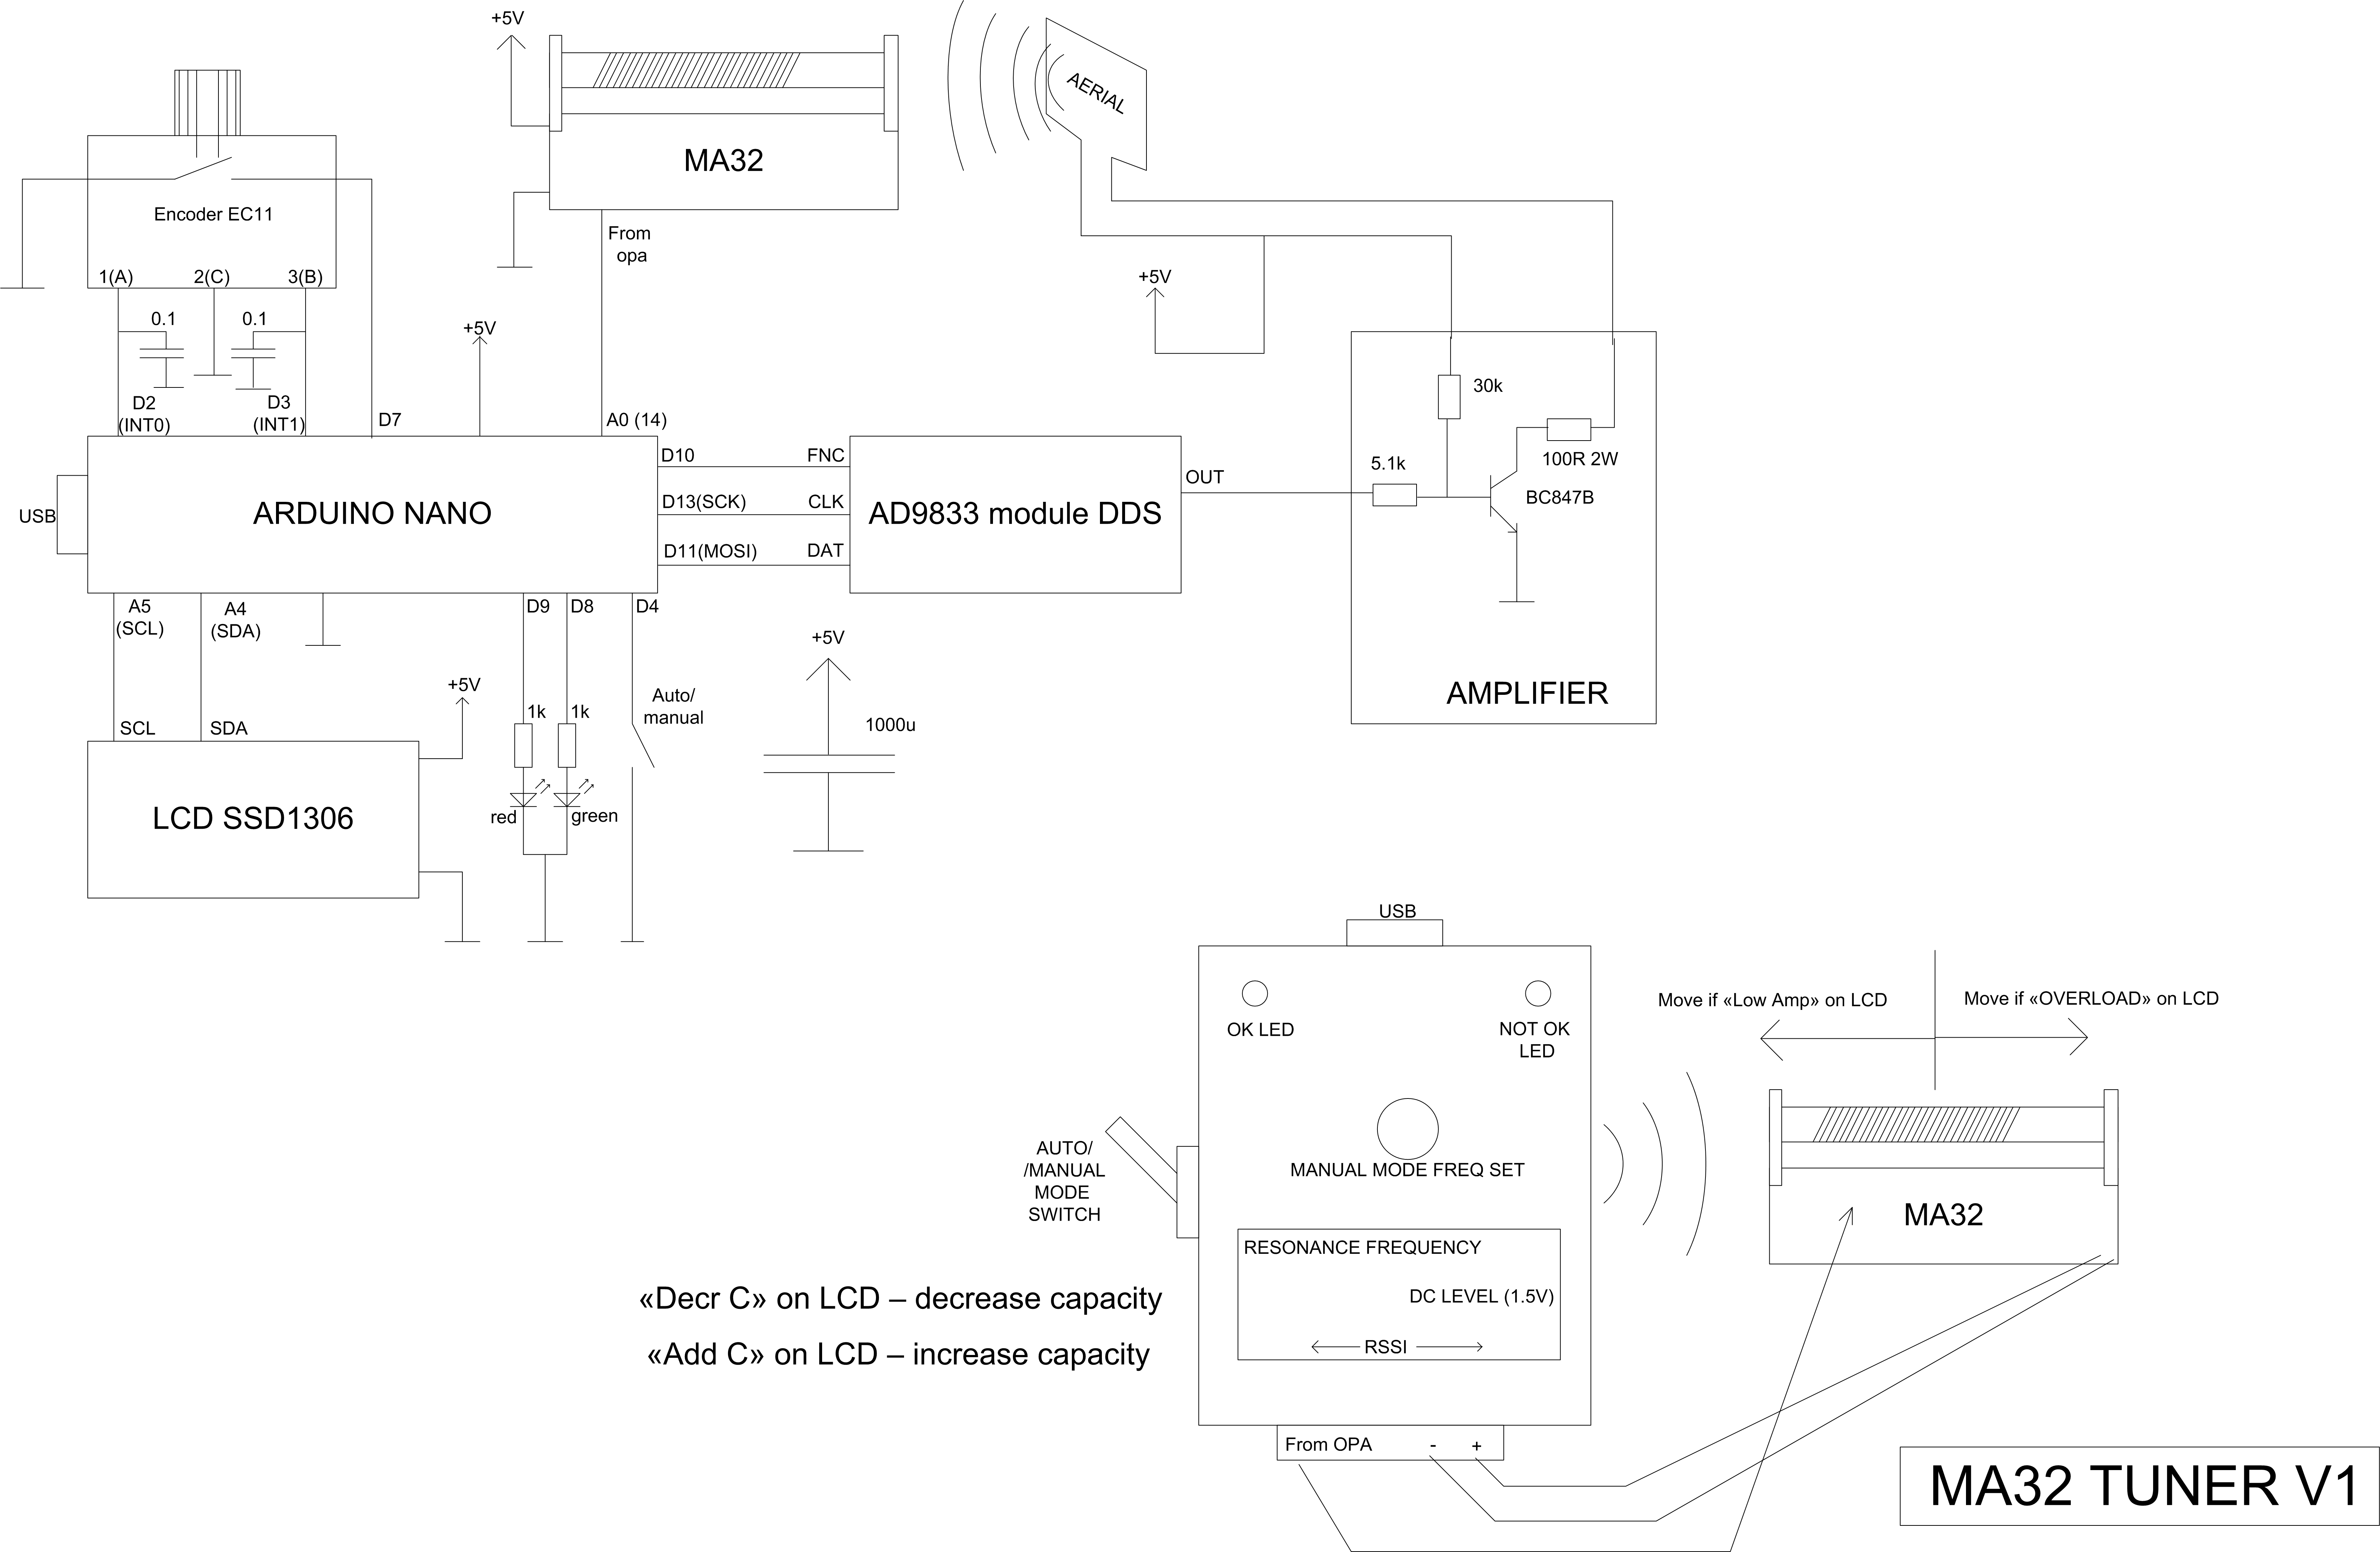 +5V
AERIAL
MA32
Encoder EC11
1(A)
2(C)
3(B)
From
opa
+5V
0.1
0.1
+5V
D2
(INT0)
D3
(INT1)
D7
A0 (14)
30k
100R 2W
5.1k
BC847B
AMPLIFIER
USB
ARDUINO NANO
D10
FNC
D13(SCK)
CLK
D11(MOSI)
DAT
AD9833 module DDS
OUT
A5
(SCL)
A4
(SDA)
D9
D8
D4
+5V
+5V
1k
1k
Auto/
manual
1000u
SCL
SDA
LCD SSD1306
red
green
USB
OK LED
NOT OK
LED
Move if «Low Amp» on LCD
Move if «OVERLOAD» on LCD
AUTO/
/MANUAL
MODE
SWITCH
MANUAL MODE FREQ SET
MA32
RESONANCE FREQUENCY
DC LEVEL (1.5V)
RSSI
«Decr C» on LCD – decrease capacity
«Add C» on LCD – increase capacity
From OPA
-
+
MA32 TUNER V1